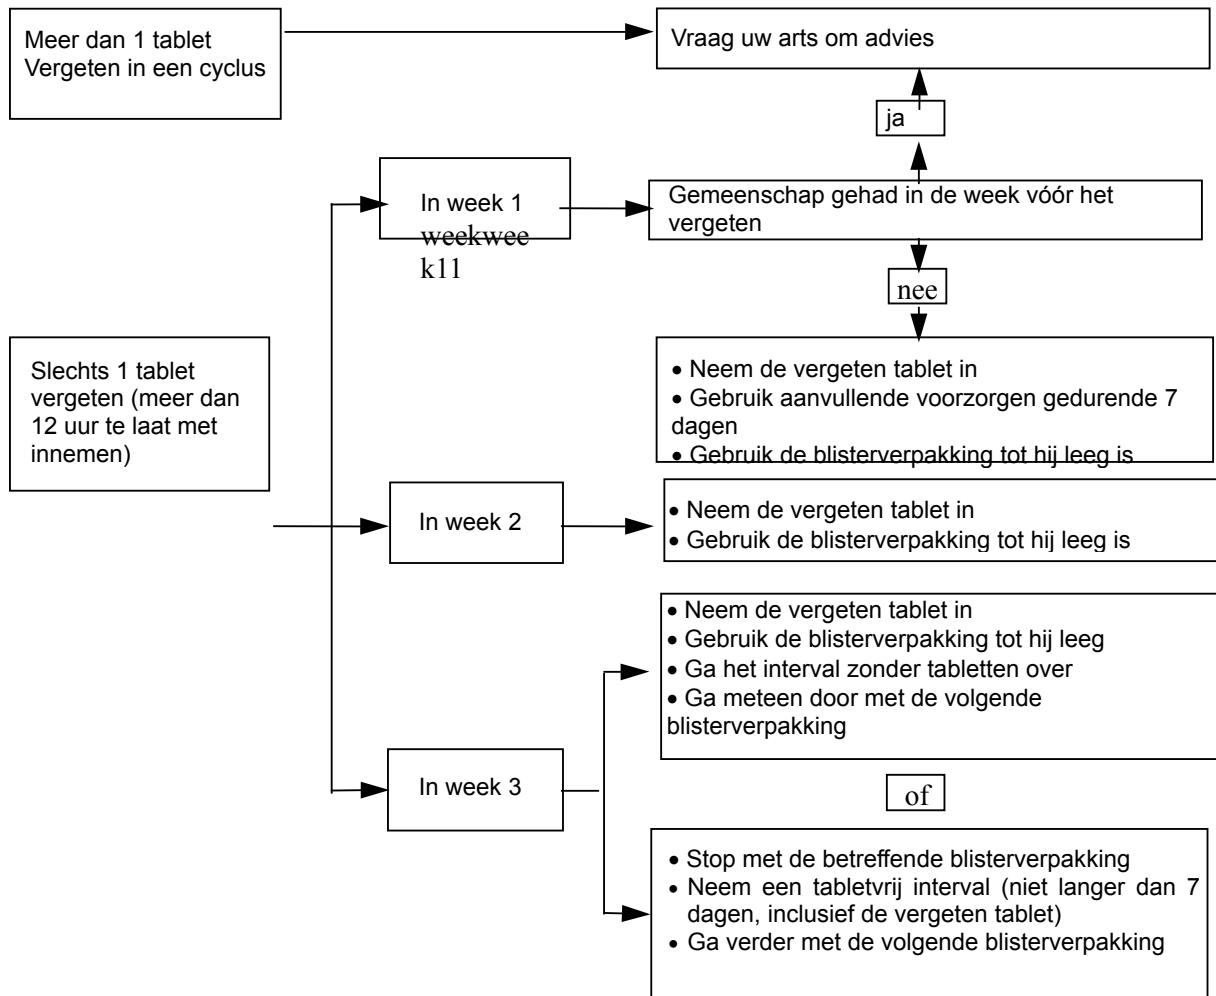 Meer dan 1 tablet
Vergeten in een cyclus
Vraag uw arts om advies
ja
In week 1
weekwee
k11
Gemeenschap gehad in de week vóór het
vergeten
nee
Slechts 1 tablet
vergeten (meer dan
12 uur te laat met
innemen)
• Neem de vergeten tablet in
• Gebruik aanvullende voorzorgen gedurende 7
dagen
• Gebruik de blisterverpakking tot hij leeg is
In week 2
• Neem de vergeten tablet in
• Gebruik de blisterverpakking tot hij leeg is
• Neem de vergeten tablet in
• Gebruik de blisterverpakking tot hij leeg
• Ga het interval zonder tabletten over
• Ga meteen door met de volgende
blisterverpakking
In week 3
of
• Stop met de betreffende blisterverpakking
• Neem een tabletvrij interval (niet langer dan 7
dagen, inclusief de vergeten tablet)
• Ga verder met de volgende blisterverpakking